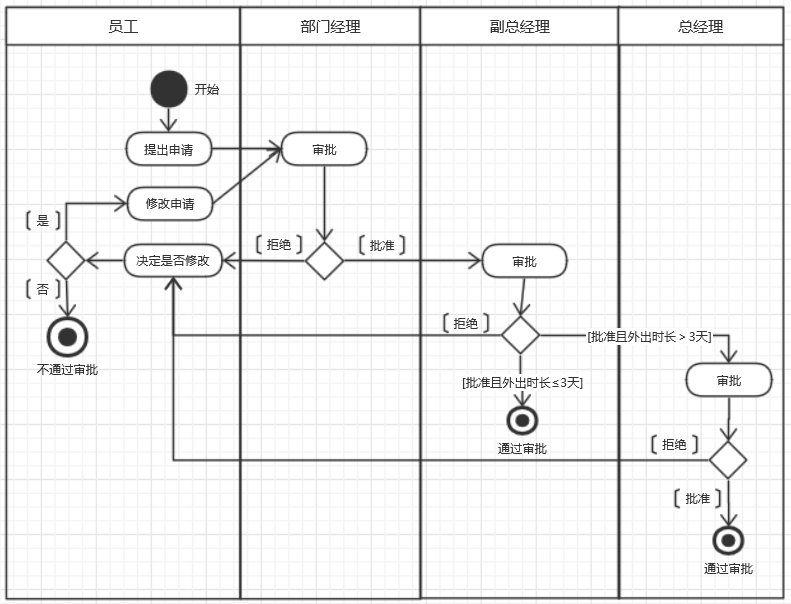 员工
部门经理
副总经理
总经理
开始
提出申请
审批
修改申请
[是]
[拒绝]
[批准]
决定是否修改
审批
[否]
[拒绝]
[批准且外出时长 > 3天]
不通过审批
审批
[批准且外出时长≤3天]
通过审批
[拒绝]
[批准]
通过审批